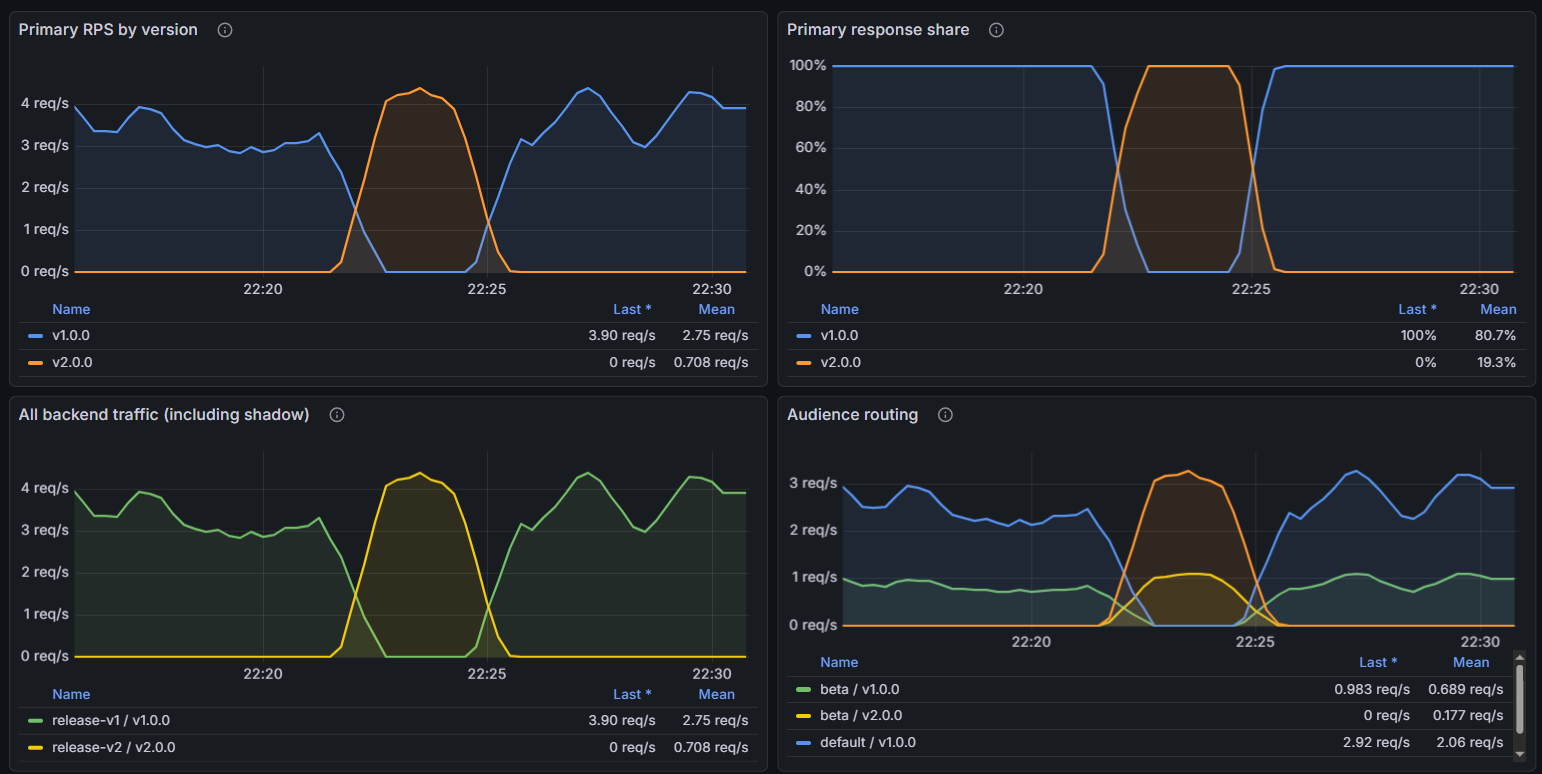 Primary RPS by version
4 req/s
3 req/s
2 req/s
1 req/s
0 req/s
22:20 22:25 22:30
Name Last * Mean
v1.0.0 3.90 req/s 2.75 req/s
v2.0.0 0 req/s 0.708 req/s
Primary response share
100%
80%
60%
40%
20%
0%
22:20 22:25 22:30
Name Last * Mean
v1.0.0 100% 80.7%
v2.0.0 0% 19.3%
All backend traffic (including shadow)
4 req/s
3 req/s
2 req/s
1 req/s
0 req/s
22:20 22:25 22:30
Name Last * Mean
release-v1 / v1.0.0 3.90 req/s 2.75 req/s
release-v2 / v2.0.0 0 req/s 0.708 req/s
Audience routing
3 req/s
2 req/s
1 req/s
0 req/s
22:20 22:25 22:30
Name Last * Mean
beta / v1.0.0 0.983 req/s 0.689 req/s
beta / v2.0.0 0 req/s 0.177 req/s
default / v1.0.0 2.92 req/s 2.06 req/s